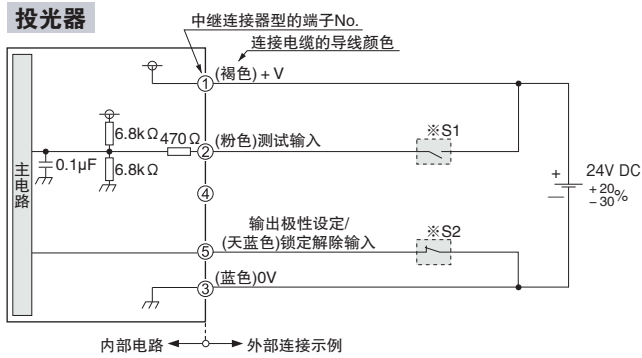 投光器
中继连接器型的端子No.
连接电缆的导线颜色
① (褐色)+V
6.8kΩ 470Ω ② (粉色)测试输入
※S1
0.1μF
6.8kΩ
主电路
④
+ 24V DC
− +20
−30%
输出极性设定/
⑤ (天蓝色)锁定解除输入
※S2
③ (蓝色)0V
内部电路 外部连接示例